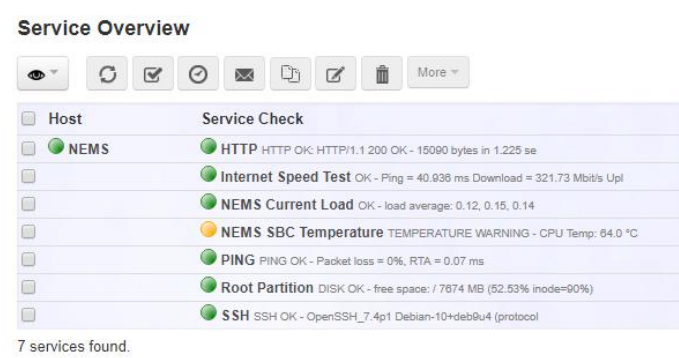 Service Overview
More
Host Service Check
NEMS HTTP HTTP OK: HTTP/1.1 200 OK - 15090 bytes in 1.225 se
Internet Speed Test OK - Ping = 40.936 ms Download = 321.73 Mbit/s Upl
NEMS Current Load OK - load average: 0.12, 0.15, 0.14
NEMS SBC Temperature TEMPERATURE WARNING - CPU Temp: 64.0 °C
PING PING OK - Packet loss = 0%, RTA = 0.07 ms
Root Partition DISK OK - free space: / 7674 MB (52.53% inode=90%)
SSH SSH OK - OpenSSH_7.4p1 Debian-10+deb9u4 (protocol
7 services found.